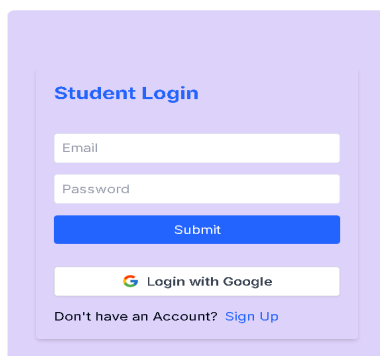 Student Login
Email
Password
Submit
Login with Google
Don't have an Account? Sign Up